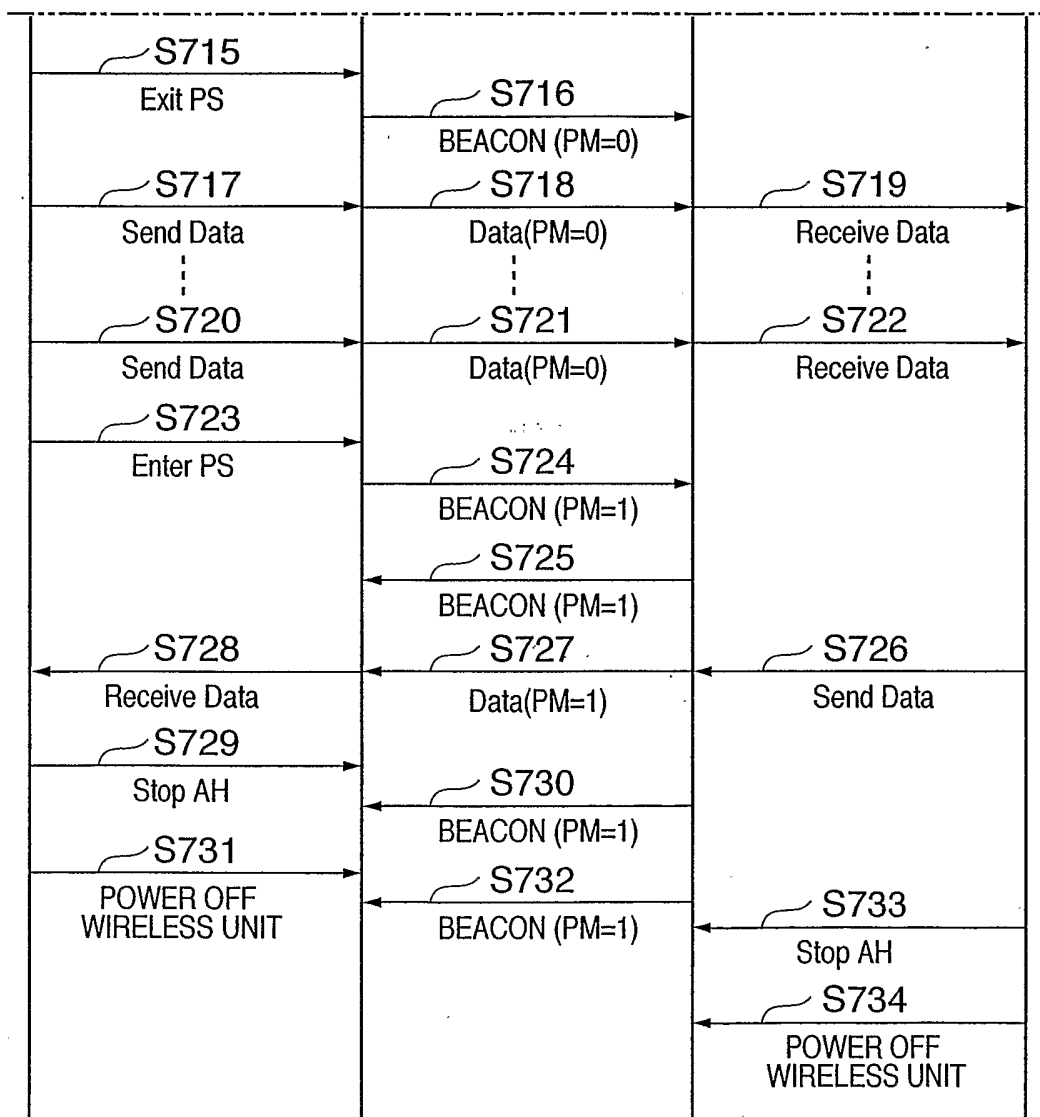 S715
Exit PS
S716
BEACON (PM=0)
S717
S718
S719
Send Data
Data(PM=0)
Receive Data
S720
S721
S722
Send Data
Data(PM=0)
Receive Data
S723
Enter PS
S724
BEACON (PM=1)
S725
BEACON (PM=1)
S728
S727
S726
Receive Data
Data(PM=1)
Send Data
S729
Stop AH
S730
BEACON (PM=1)
S731
POWER OFF
WIRELESS UNIT
S732
BEACON (PM=1)
S733
Stop AH
S734
POWER OFF
WIRELESS UNIT